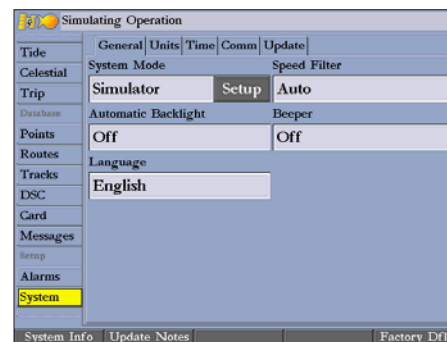 Simulating Operation
General Units Time Comm Update
Tide
Celestial
Trip
Database
Points
Routes
Tracks
DSC
Card
Messages
Setup
Alarms
System
System Mode
Simulator Setup
Speed Filter
Auto
Automatic Backlight
Off
Beeper
Off
Language
English
System Info Update Notes Factory Dfl